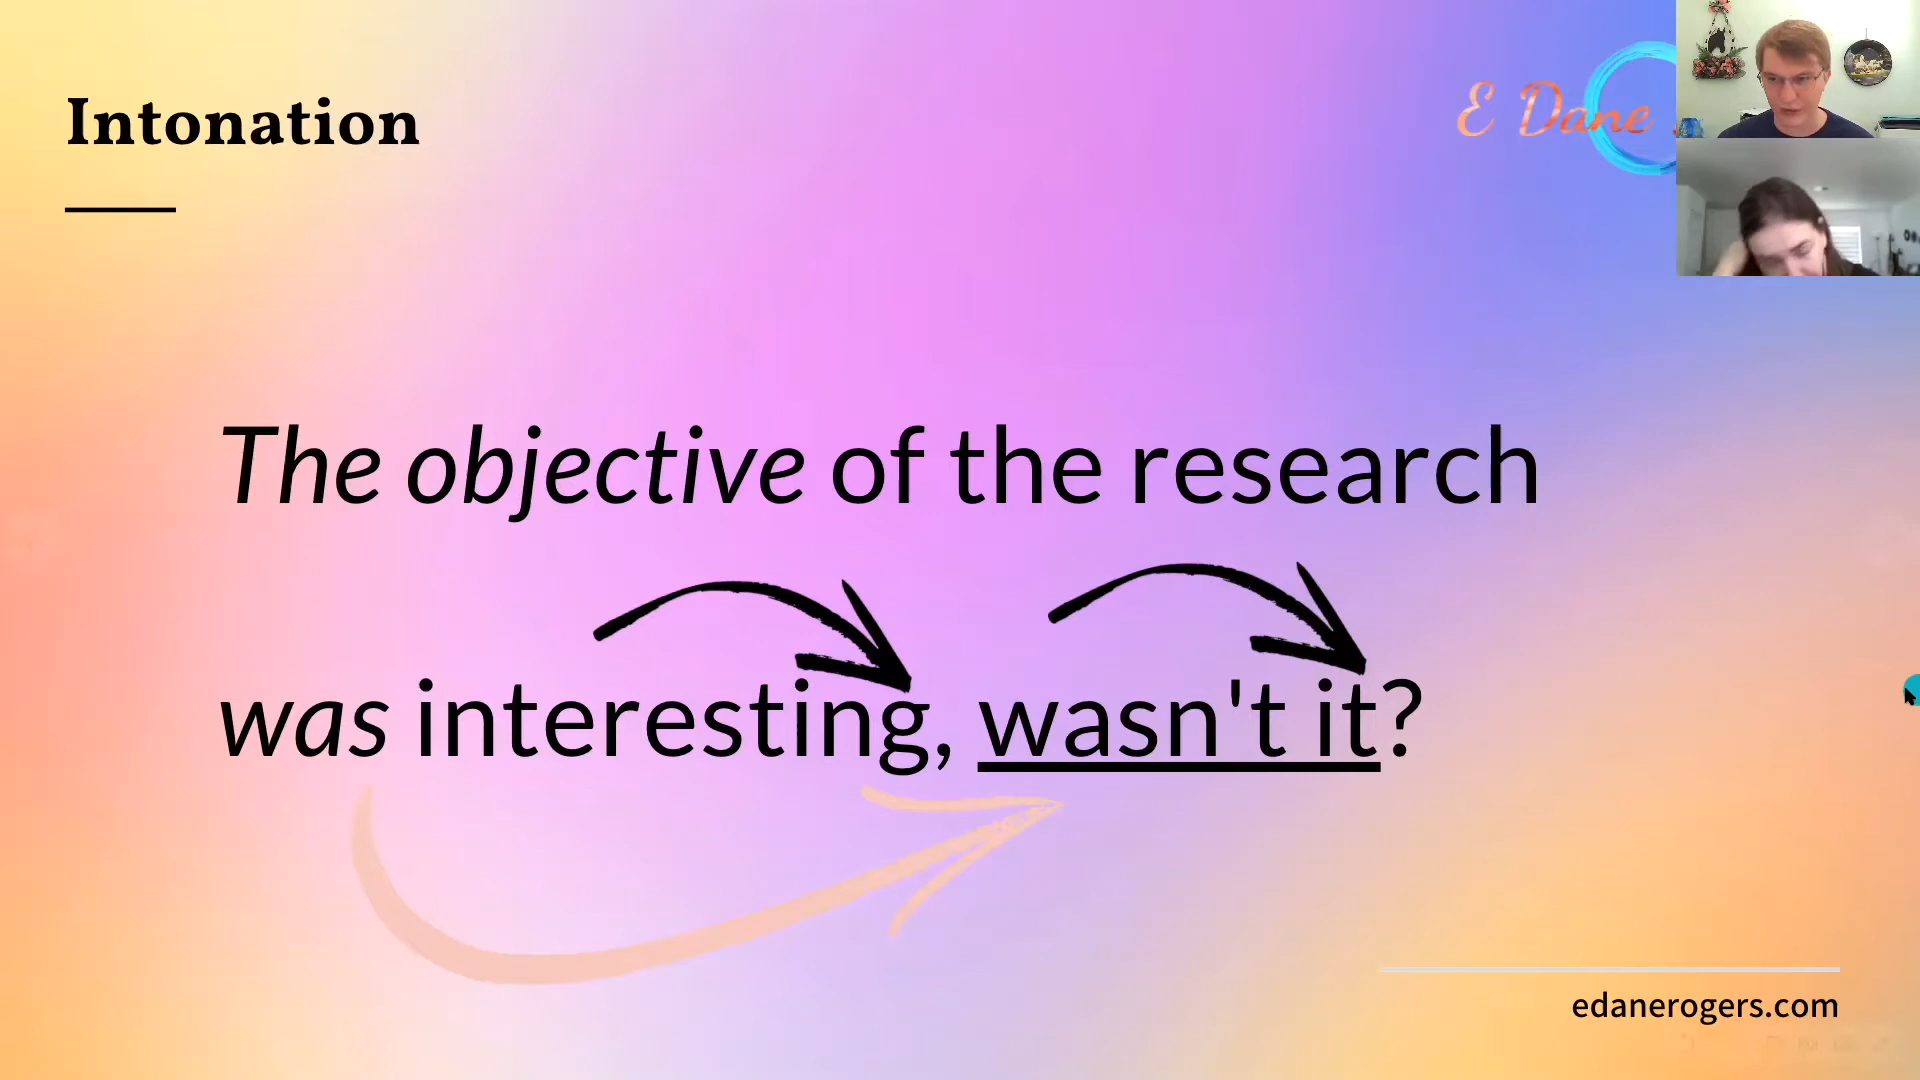 Intonation
E Dane
The objective of the research
was interesting, wasn't it?
edanerogers.com